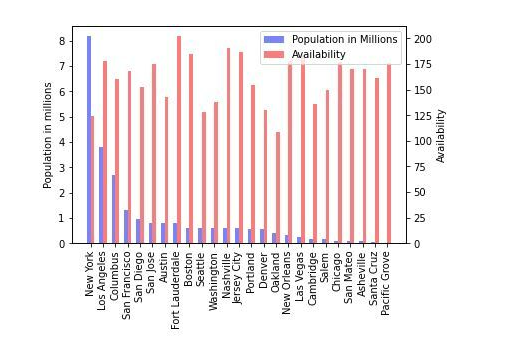 Population in Millions
Availability
Population in millions
8
7
6
5
4
3
2
1
0
200
175
150
125
100
75
50
25
0
Availability
New York
Los Angeles
Columbus
San Francisco
San Diego
San Jose
Austin
Fort Lauderdale
Boston
Seattle
Washington
Nashville
Jersey City
Portland
Denver
Oakland
New Orleans
Las Vegas
Cambridge
Salem
Chicago
San Mateo
Asheville
Santa Cruz
Pacific Grove